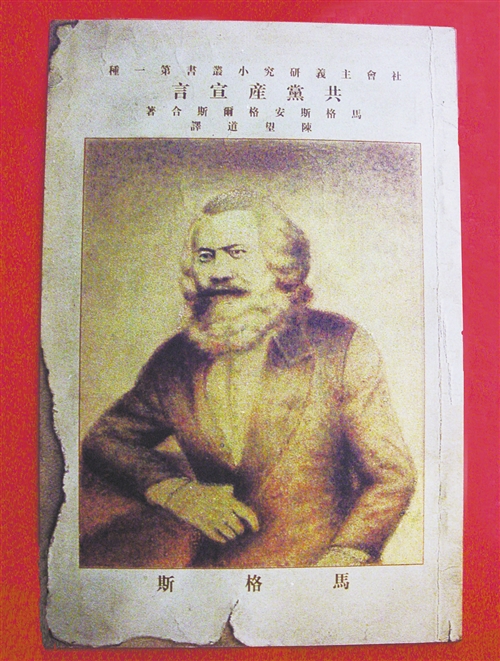 社會主義研究小叢書第一種
共黨産宣言
馬格斯安格爾斯合著
陳望道譯
馬格斯